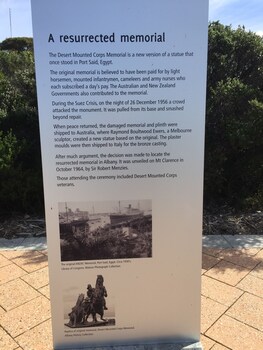 A resurrected memorial
The Desert Mounted Corps Memorial is a new version of a statue that
once stood in Port Said, Egypt.
The original memorial is believed to have been paid for by light
horsemen, mounted infantrymen, cameliers and army nurses who
each subscribed a day's pay. The Australian and New Zealand
Governments also contributed to the memorial.
During the Suez Crisis, on the night of 26 December 1956 a crowd
attacked the monument. It was pulled from its base and smashed
beyond repair.
When peace returned, the damaged memorial and plinth were
shipped to Australia, where Raymond Boultwood Ewers, a Melbourne
sculptor, created a new statue based on the original. The plaster
moulds were then shipped to Italy for the bronze casting.
After much argument, the decision was made to locate the
resurrected memorial in Albany. It was unveiled on Mt Clarence in
October 1964, by Sir Robert Menzies.
Those attending the ceremony included Desert Mounted Corps
veterans.